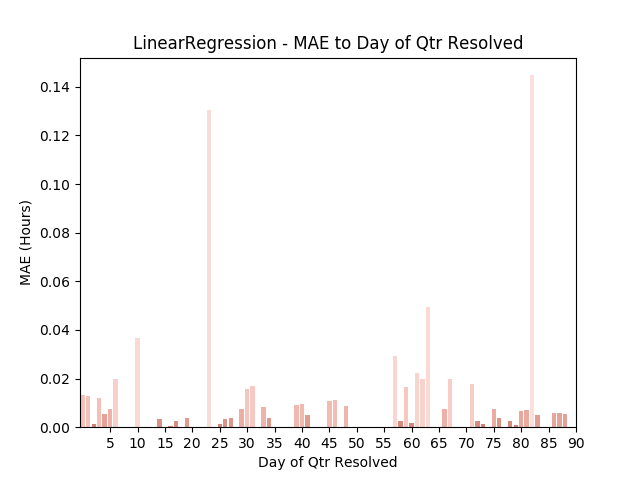 LinearRegression - MAE to Day of Qtr Resolved
MAE (Hours)
0.14
0.12
0.10
0.08
0.06
0.04
0.02
0.00
5 10 15 20 25 30 35 40 45 50 55 60 65 70 75 80 85 90
Day of Qtr Resolved